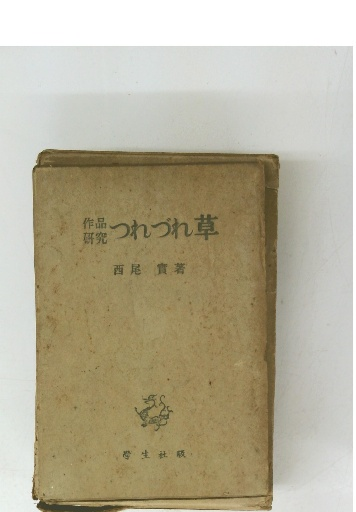 作品
研究 つれづれ草
西尾 實著
學生社版